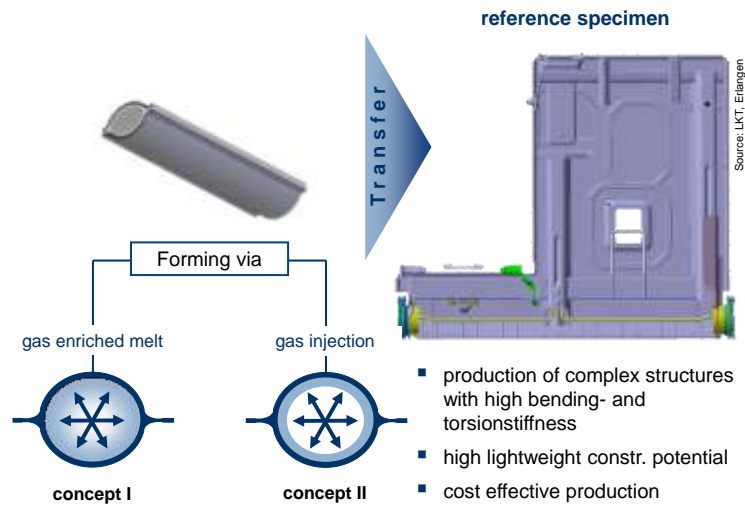 reference specimen
Source: LKT, Erlangen
Transfer
Forming via
gas enriched melt
gas injection
concept I
concept II
▪ production of complex structures
with high bending- and
torsionstiffness
▪ high lightweight constr. potential
▪ cost effective production